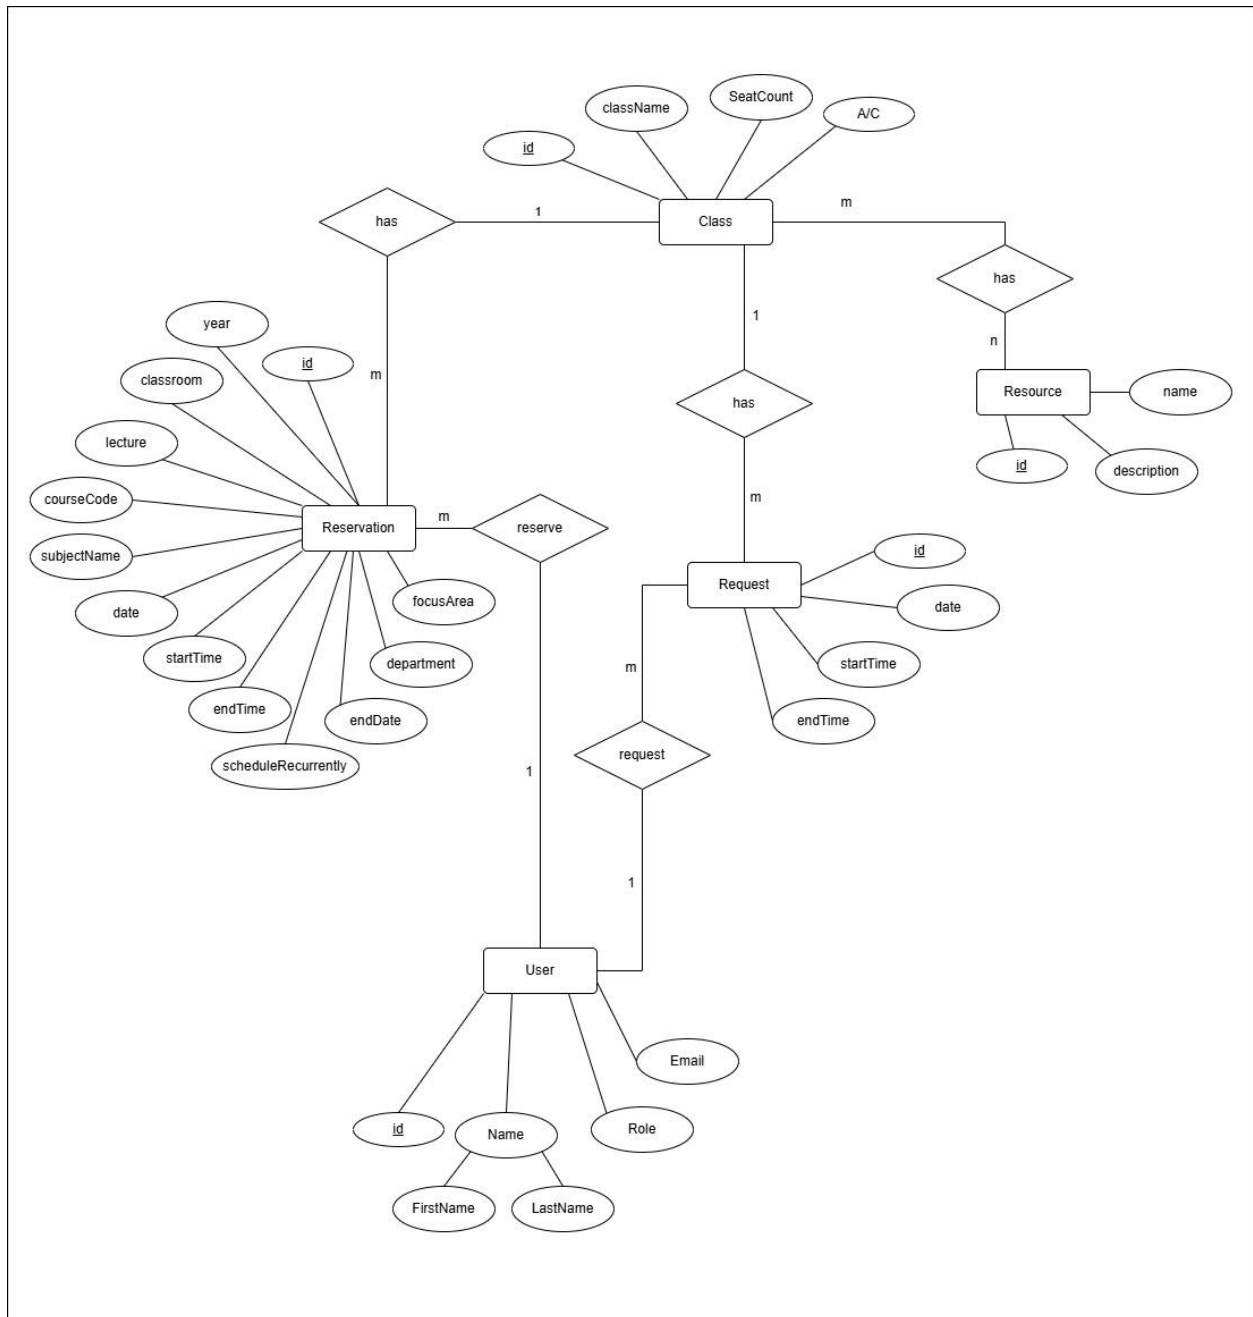 SeatCount
className
A/C
id
Class
m
has
1
has
n
1
m
year
id
classroom
has
Resource
name
lecture
description
id
courseCode
m
m
Reservation
reserve
subjectName
id
Request
focusArea
date
date
startTime
department
m
startTime
endTime
endDate
endTime
scheduleRecurrently
request
1
1
User
Email
id
Name
Role
FirstName
LastName